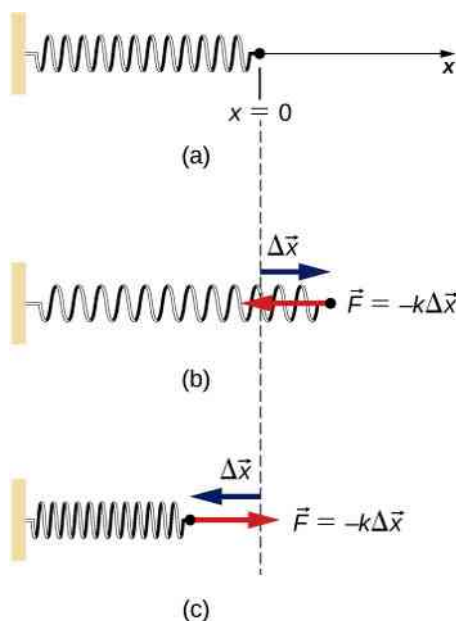 x
x = 0
(a)
Δx⃗
F⃗ = –kΔx⃗
(b)
Δx⃗
F⃗ = –kΔx⃗
(c)